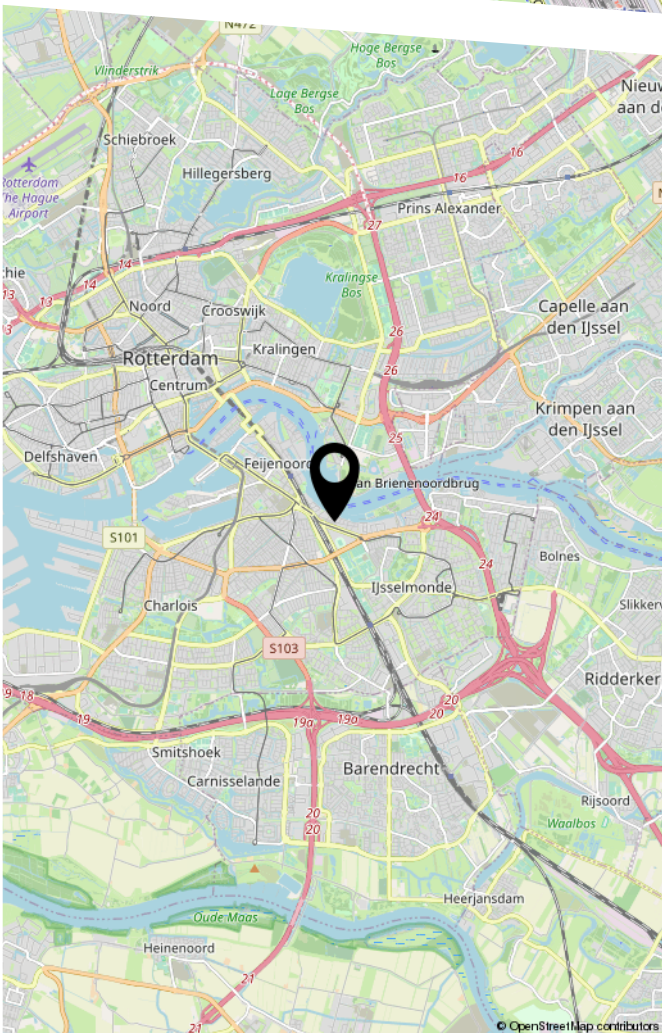 N472
Hoge Bergse
Bos
Vlinderstrik
Lage Bergse
Bos
Nieuw
aan de
Schiebroek
16
16
Hillegersberg
Rotterdam
The Hague
Airport
Prins Alexander
27
14
14
13
13
13
Kralingse
Bos
Noord
Crooswijk
Capelle aan
den IJssel
26
Kralingen
Rotterdam
26
Centrum
Krimpen aan
den IJssel
25
Delfshaven
Feijenoord
an Brienenoordbrug
24
S101
24
Bolnes
IJsselmonde
Charlois
Slikkerv
S103
Ridderker
19
18
19
19a
19a
20
20
Smitshoek
Carnisselande
Barendrecht
20
20
Rijsoord
Waalbos
Heerjansdam
Oude Maas
Heinenoord
21
21
© OpenStreetMap contributors